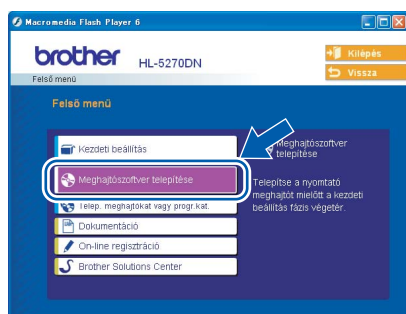 Macromedia Flash Player 6
brother HL-5270DN
Kilépés
Vissza
Felső menü
Felső menü
Kezdeti beállítás
Meghajtószoftver telepítése
Telep. meghajtókat vagy progr.kat.
Dokumentáció
On-line regisztráció
Brother Solutions Center
Meghajtószoftver
telepítése
Telepítse a nyomtató
meghajtót mielőtt a kezdeti
beállítás fázis végetér.